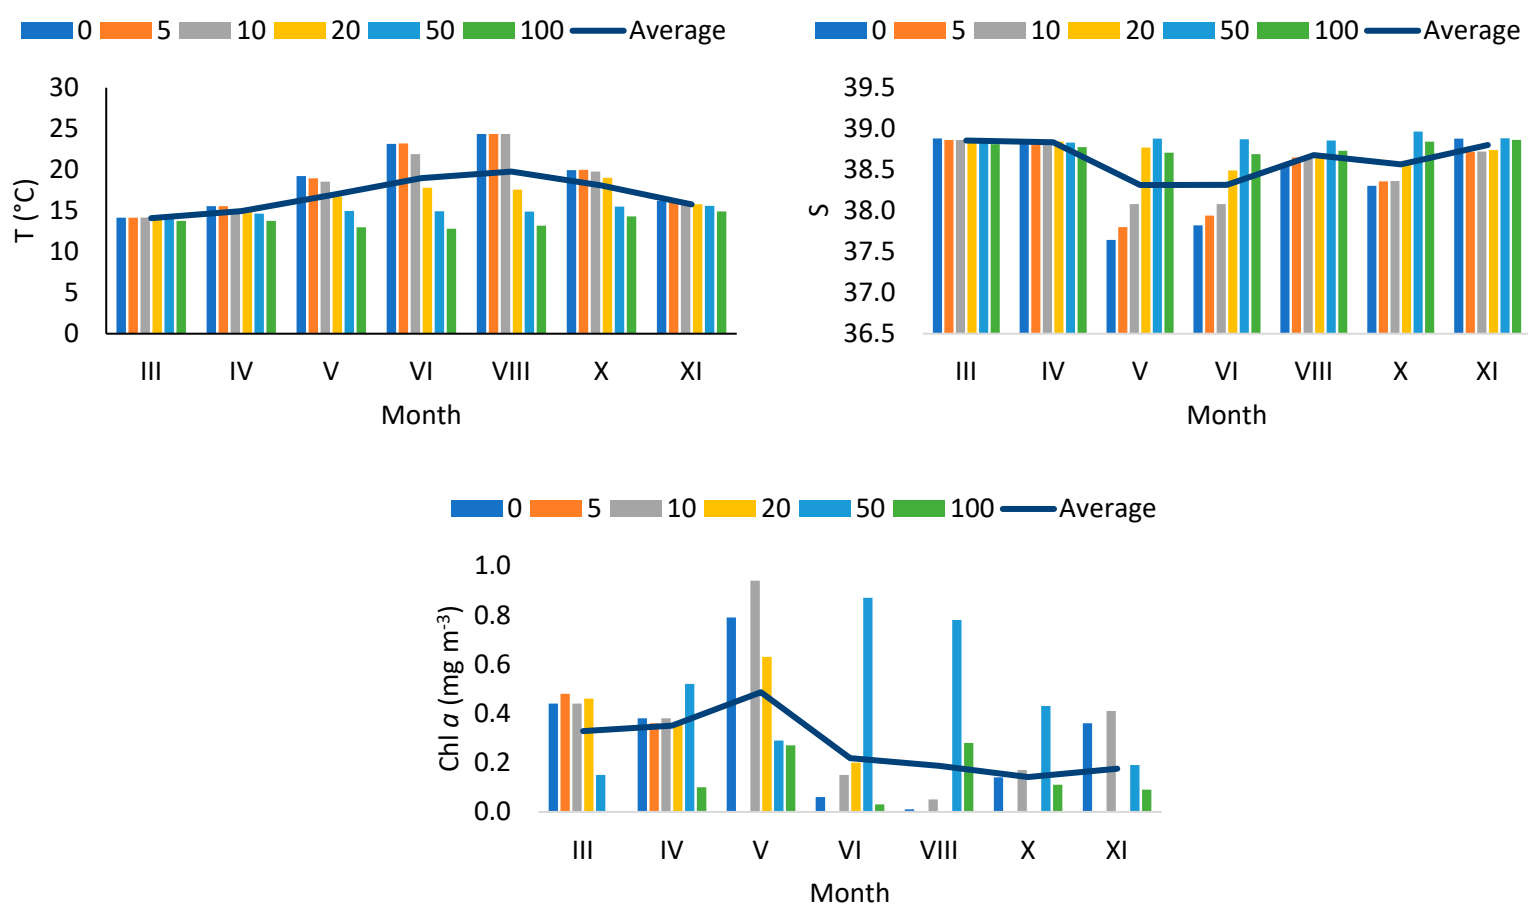 0 5 10 20 50 100 Average
30
25
20
15
10
5
0
T (°C)
III IV V VI VIII X XI
Month
0 5 10 20 50 100 Average
39.5
39.0
38.5
38.0
37.5
37.0
36.5
S
III IV V VI VIII X XI
Month
0 5 10 20 50 100 Average
1.0
0.8
0.6
0.4
0.2
0.0
Chl a (mg m⁻³)
III IV V VI VIII X XI
Month